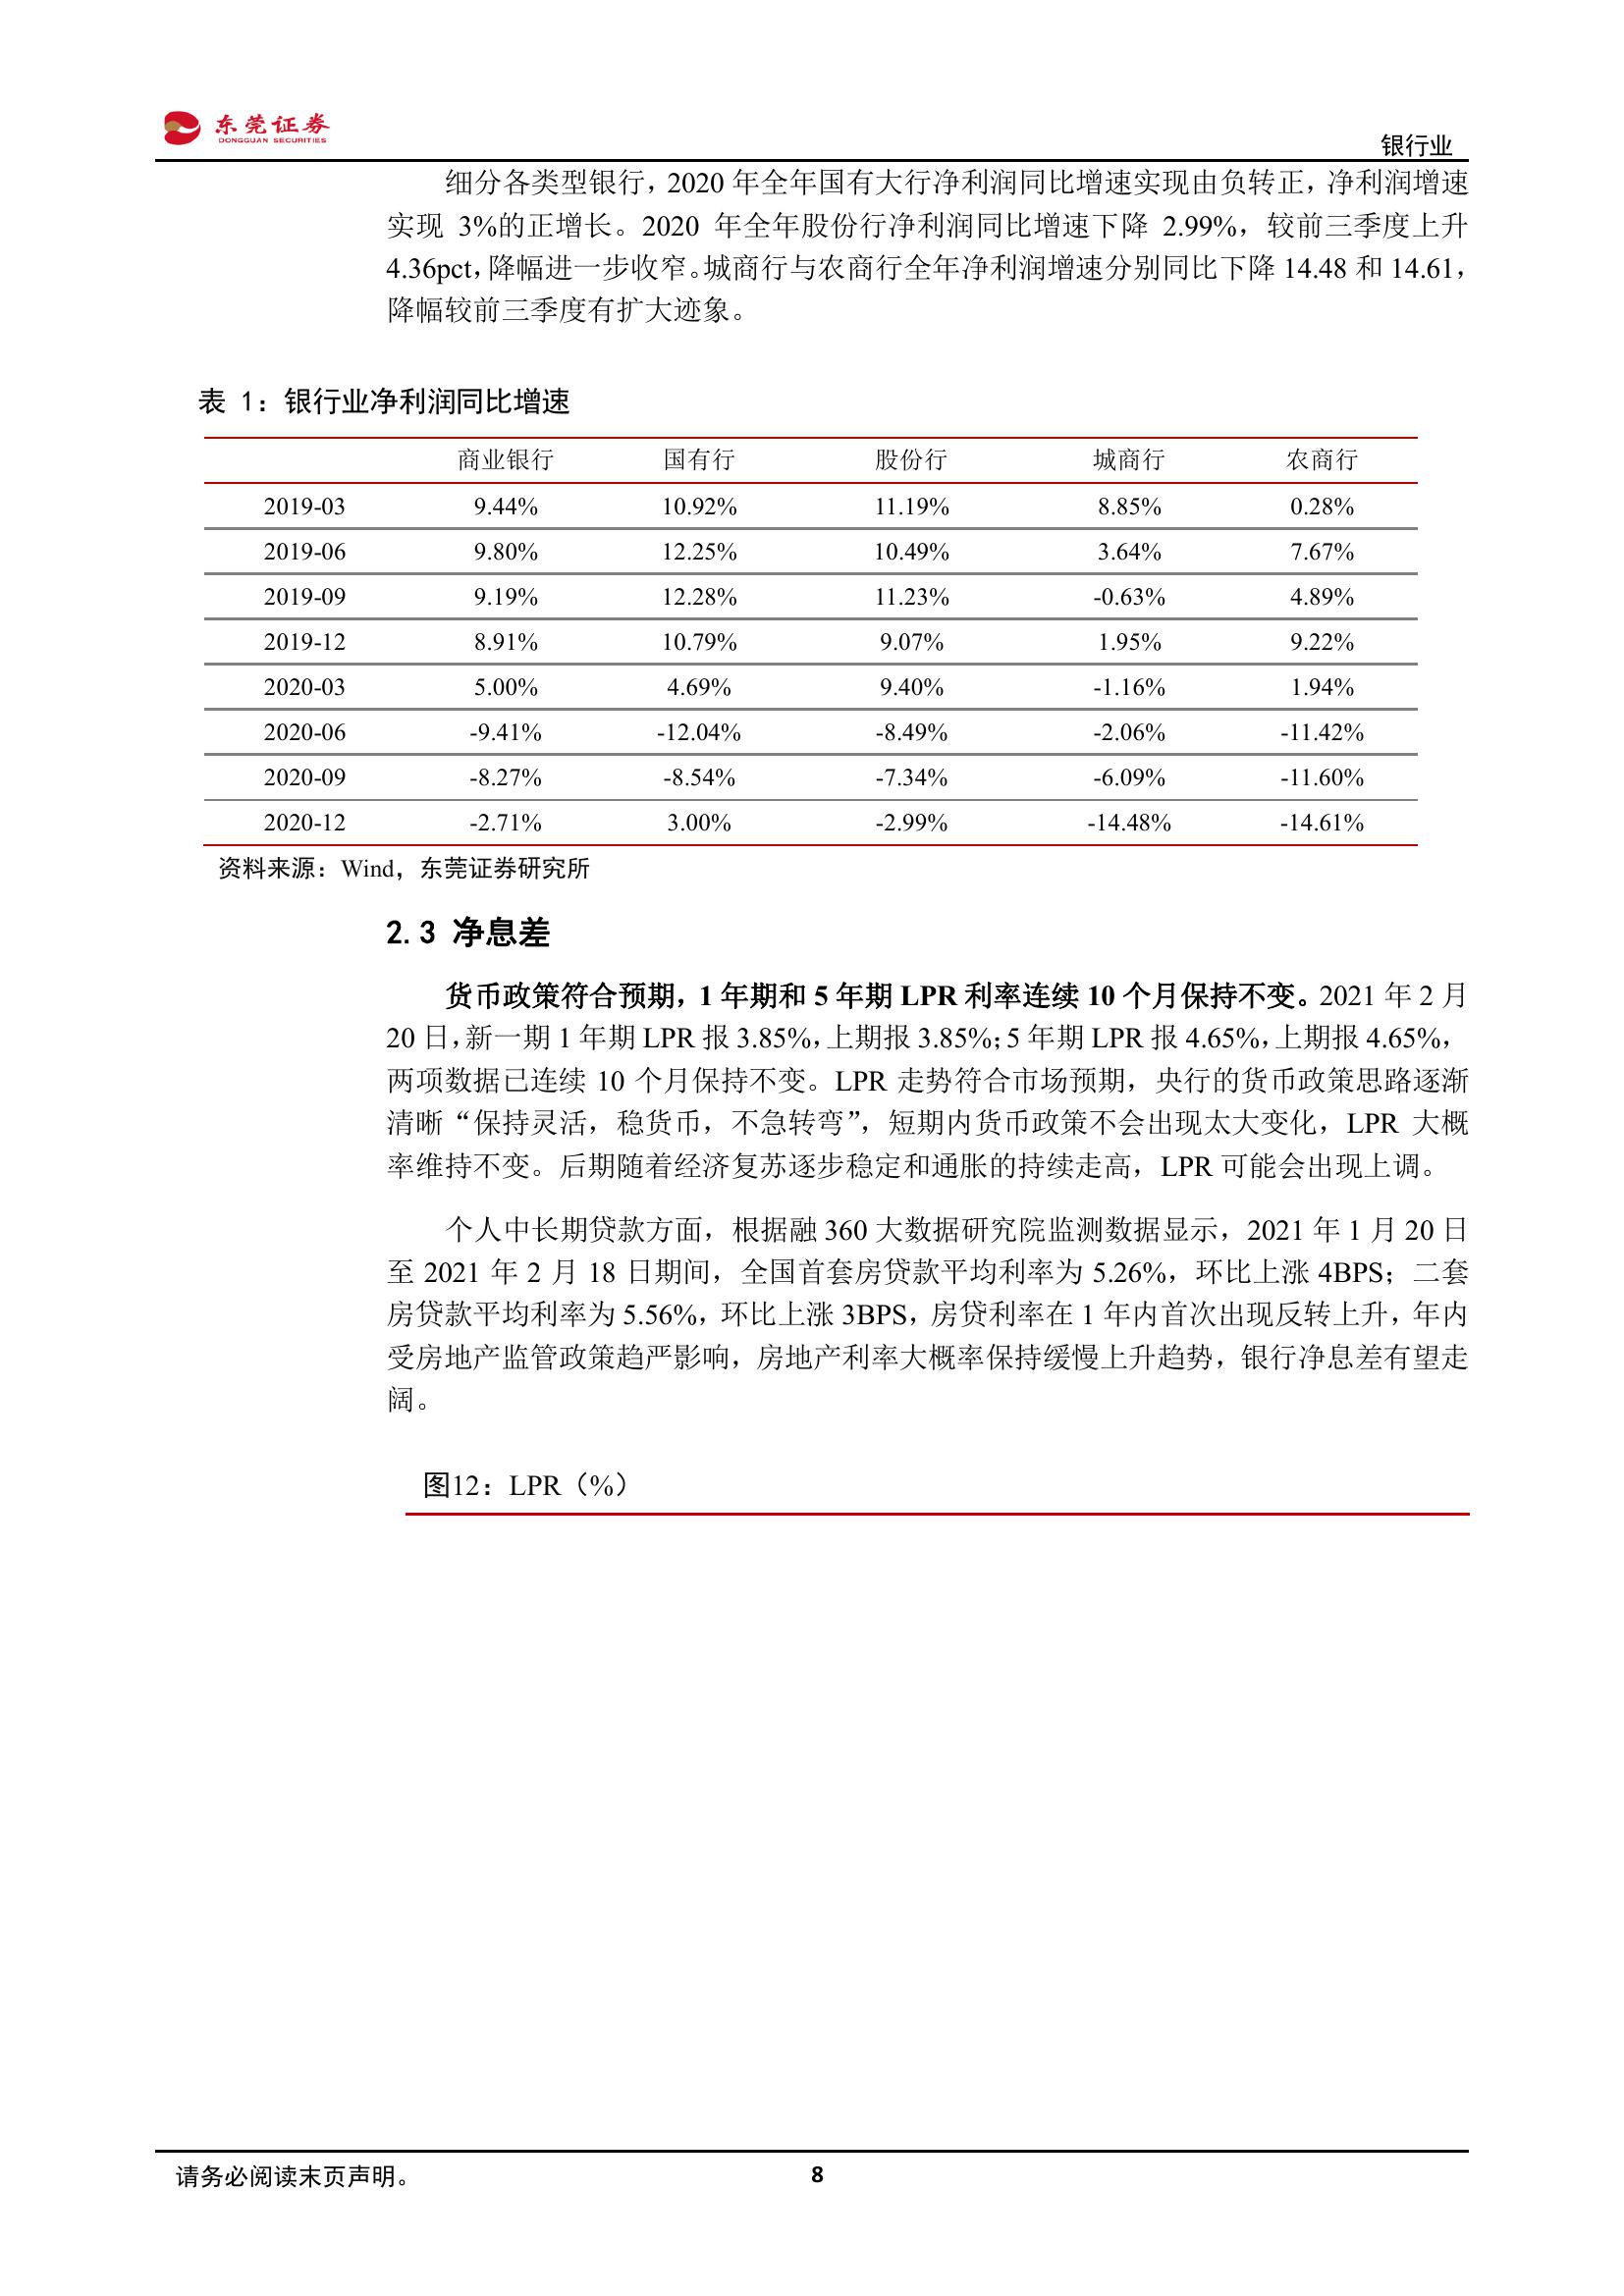 东莞证券
DONGGUAN SECURITIES
银行业
细分各类型银行，2020 年全年国有大行净利润同比增速实现由负转正，净利润增速
实现 3%的正增长。2020 年全年股份行净利润同比增速下降 2.99%，较前三季度上升
4.36pct，降幅进一步收窄。城商行与农商行全年净利润增速分别同比下降 14.48 和 14.61，
降幅较前三季度有扩大迹象。
表 1：银行业净利润同比增速
商业银行 国有行 股份行 城商行 农商行
2019-03 9.44% 10.92% 11.19% 8.85% 0.28%
2019-06 9.80% 12.25% 10.49% 3.64% 7.67%
2019-09 9.19% 12.28% 11.23% -0.63% 4.89%
2019-12 8.91% 10.79% 9.07% 1.95% 9.22%
2020-03 5.00% 4.69% 9.40% -1.16% 1.94%
2020-06 -9.41% -12.04% -8.49% -2.06% -11.42%
2020-09 -8.27% -8.54% -7.34% -6.09% -11.60%
2020-12 -2.71% 3.00% -2.99% -14.48% -14.61%
资料来源：Wind，东莞证券研究所
2.3 净息差
货币政策符合预期，1 年期和 5 年期 LPR 利率连续 10 个月保持不变。2021 年 2 月
20 日，新一期 1 年期 LPR 报 3.85%，上期报 3.85%；5 年期 LPR 报 4.65%，上期报 4.65%，
两项数据已连续 10 个月保持不变。LPR 走势符合市场预期，央行的货币政策思路逐渐
清晰“保持灵活，稳货币，不急转弯”，短期内货币政策不会出现太大变化，LPR 大概
率维持不变。后期随着经济复苏逐步稳定和通胀的持续走高，LPR 可能会出现上调。
个人中长期贷款方面，根据融 360 大数据研究院监测数据显示，2021 年 1 月 20 日
至 2021 年 2 月 18 日期间，全国首套房贷款平均利率为 5.26%，环比上涨 4BPS；二套
房贷款平均利率为 5.56%，环比上涨 3BPS，房贷利率在 1 年内首次出现反转上升，年内
受房地产监管政策趋严影响，房地产利率大概率保持缓慢上升趋势，银行净息差有望走
阔。
图12：LPR（%）
请务必阅读末页声明。
8